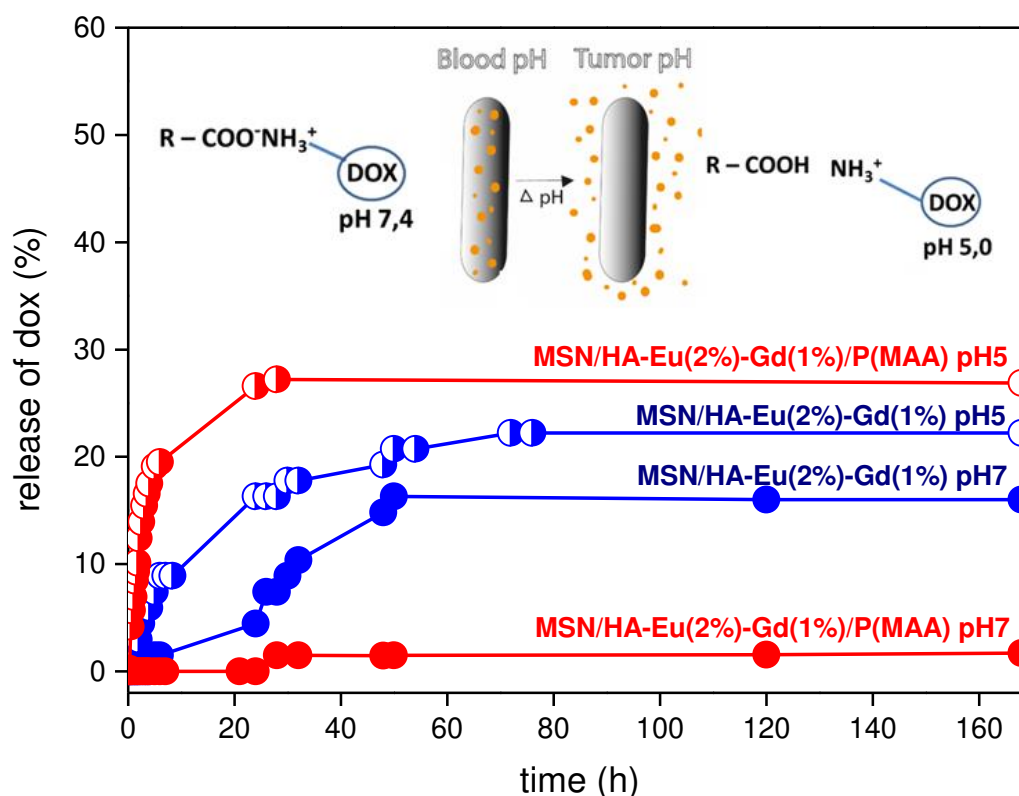 60
50
40
30
20
10
0
release of dox (%)
Blood pH
Tumor pH
R – COO⁻NH₃⁺
DOX
pH 7,4
△ pH
R – COOH
NH₃⁺
DOX
pH 5,0
MSN/HA-Eu(2%)-Gd(1%)/P(MAA) pH5
MSN/HA-Eu(2%)-Gd(1%) pH5
MSN/HA-Eu(2%)-Gd(1%) pH7
MSN/HA-Eu(2%)-Gd(1%)/P(MAA) pH7
0 20 40 60 80 100 120 140 160
time (h)